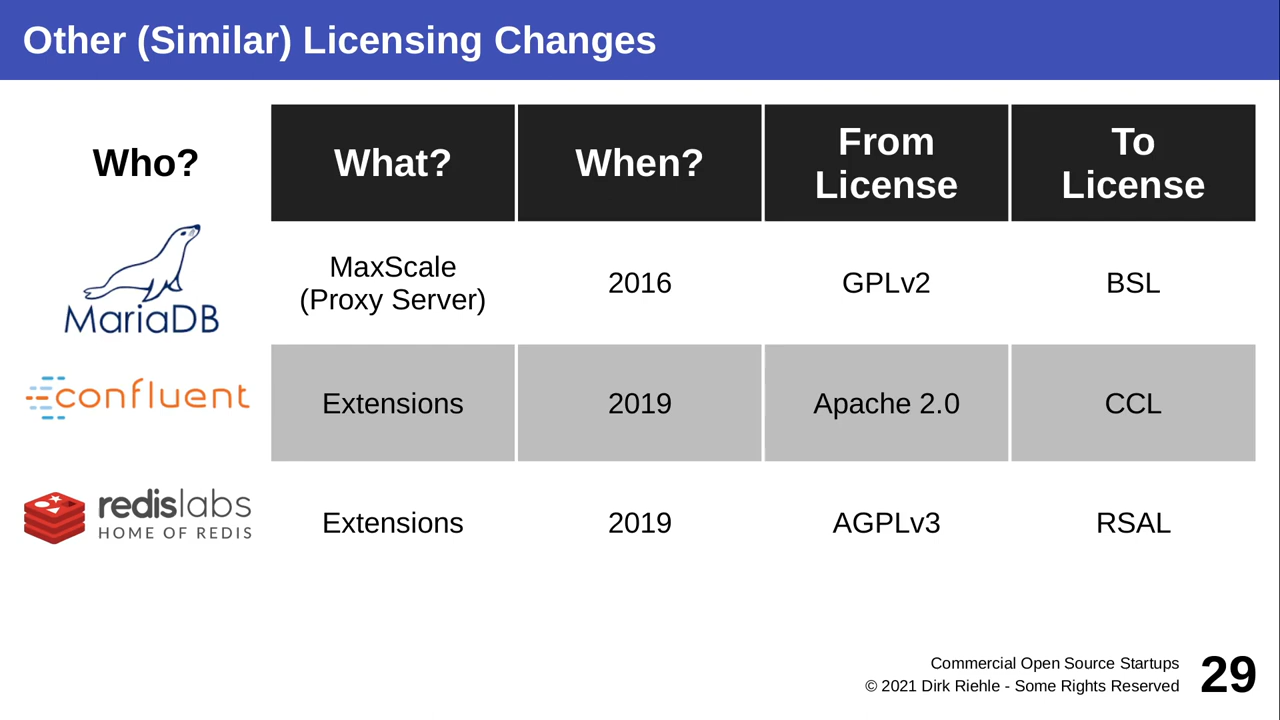 Other (Similar) Licensing Changes
Who?
What?
When?
From
License
To
License
MariaDB
MaxScale
(Proxy Server)
2016
GPLv2
BSL
confluent
Extensions
2019
Apache 2.0
CCL
redislabs
HOME OF REDIS
Extensions
2019
AGPLv3
RSAL
Commercial Open Source Startups
© 2021 Dirk Riehle - Some Rights Reserved
29